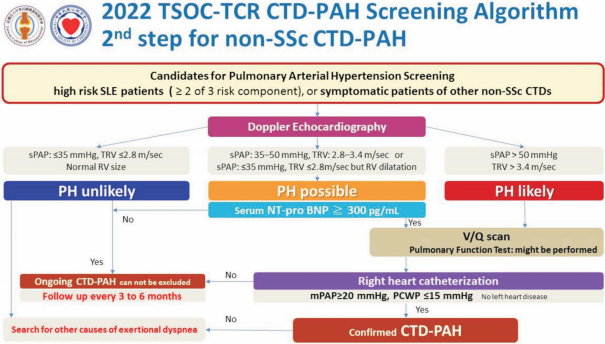 2022 TSOC-TCR CTD-PAH Screening Algorithm
2nd step for non-SSc CTD-PAH
Candidates for Pulmonary Arterial Hypertension Screening
high risk SLE patients ( ≥ 2 of 3 risk component), or symptomatic patients of other non-SSc CTDs
Doppler Echocardiography
sPAP: ≤35 mmHg, TRV ≤2.8 m/sec
Normal RV size
sPAP: 35–50 mmHg, TRV: 2.8–3.4 m/sec or
sPAP: ≤35 mmHg, TRV ≤2.8m/sec but RV dilatation
sPAP > 50 mmHg
TRV > 3.4 m/sec
PH unlikely
PH possible
PH likely
Serum NT-pro BNP ≧ 300 pg/mL
No
Yes
V/Q scan
Pulmonary Function Test: might be performed
Yes
Ongoing CTD-PAH can not be excluded
No
Right heart catheterization
Follow up every 3 to 6 months
mPAP≥20 mmHg, PCWP ≤15 mmHg No left heart disease
Yes
Search for other causes of exertional dyspnea
No
Confirmed CTD-PAH